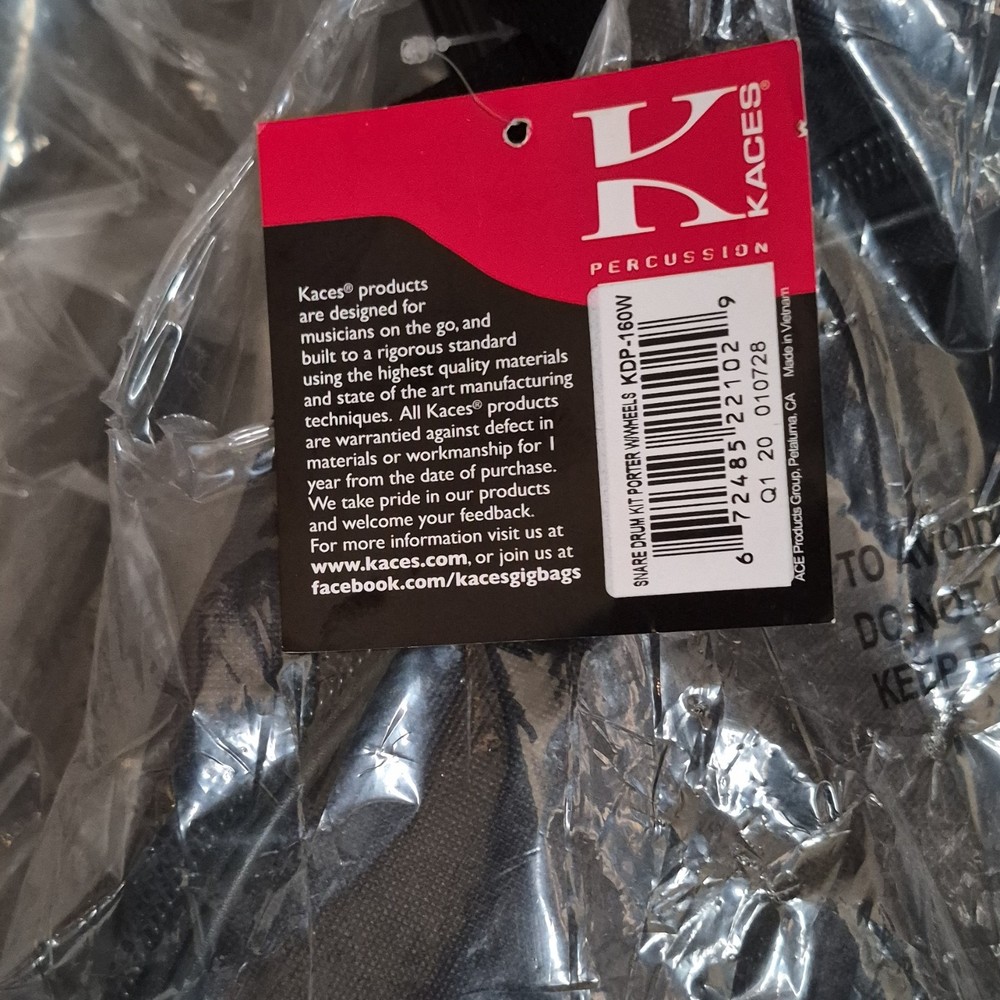 K
KACES®
PERCUSSION
Kaces® products
are designed for
musicians on the go, and
built to a rigorous standard
using the highest quality materials
and state of the art manufacturing
techniques. All Kaces® products
are warrantied against defect in
materials or workmanship for 1
year from the date of purchase.
We take pride in our products
and welcome your feedback.
For more information visit us at
www.kaces.com, or join us at
facebook.com/kacesgigbags
SNARE DRUM KIT PORTER W/WHEELS KDP-160W
6 72485 22102 9
Q1 20 010728
ACE Products Group, Petaluma, CA Made in Vietnam
TO AVOID
DO NOT
KEEP